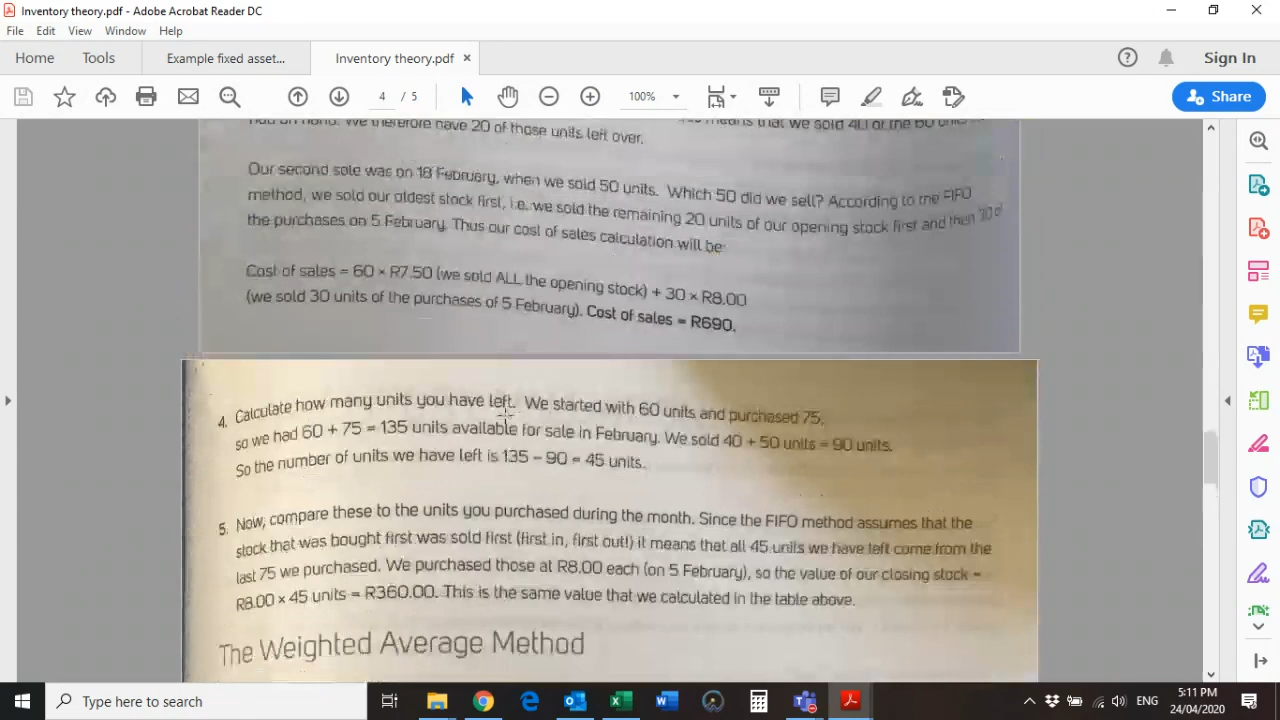 Inventory theory.pdf - Adobe Acrobat Reader DC
File Edit View Window Help
Home Tools Example fixed asset... Inventory theory.pdf × Sign In
4 / 5 100% Share
had on hand. We therefore have 20 of those units left over. means that we sold 40 of the 60 units
Our second sale was on 18 February, when we sold 50 units. Which 50 did we sell? According to the FIFO
method, we sold our oldest stock first, i.e. we sold the remaining 20 units of our opening stock first and then 30 of
the purchases on 5 February. Thus our cost of sales calculation will be:
Cost of sales = 60 × R7.50 (we sold ALL the opening stock) + 30 × R8.00
(we sold 30 units of the purchases of 5 February). Cost of sales = R690.
4. Calculate how many units you have left. We started with 60 units and purchased 75,
so we had 60 + 75 = 135 units available for sale in February. We sold 40 + 50 units = 90 units.
So the number of units we have left is 135 – 90 = 45 units.
5. Now, compare these to the units you purchased during the month. Since the FIFO method assumes that the
stock that was bought first was sold first (first in, first out!) it means that all 45 units we have left come from the
last 75 we purchased. We purchased those at R8.00 each (on 5 February), so the value of our closing stock =
R8.00 × 45 units = R360.00. This is the same value that we calculated in the table above.
The Weighted Average Method
Type here to search
ENG
5:11 PM
24/04/2020